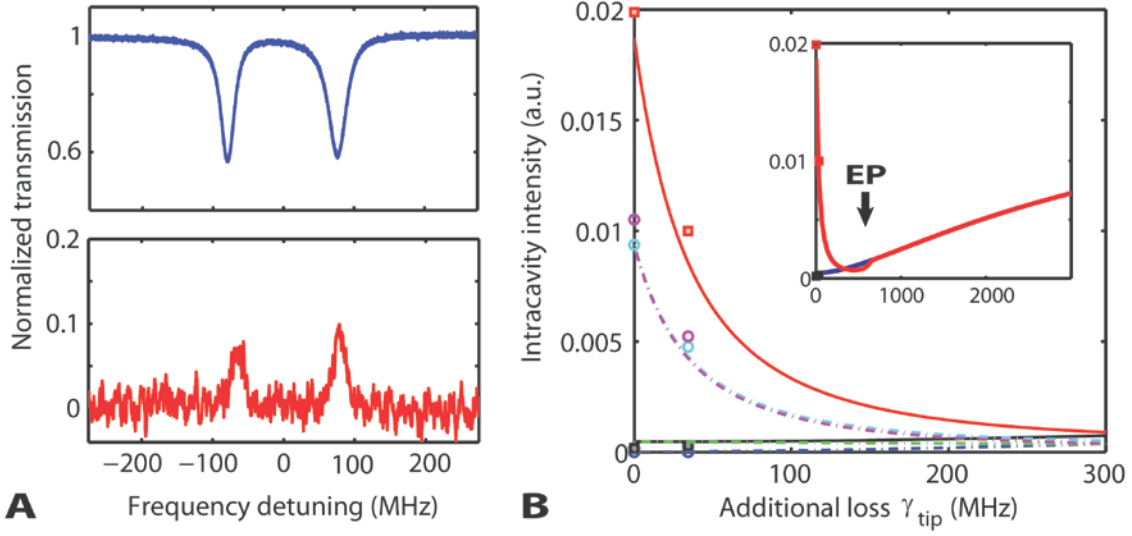 1
0.6
0.2
0.1
0
Normalized transmission
−200 −100 0 100 200
Frequency detuning (MHz)
A
0.02
0.015
0.01
0.005
0
Intracavity intensity (a.u.)
0 100 200 300
Additional loss γtip (MHz)
B
0.02
0.01
0
EP
0 1000 2000